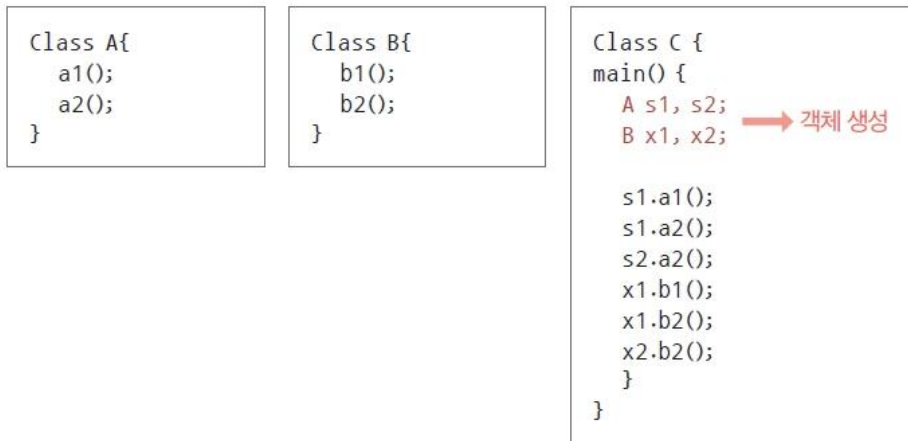 Class A{
a1();
a2();
}
Class B{
b1();
b2();
}
Class C {
main() {
A s1, s2;
B x1, x2;
객체 생성
s1.a1();
s1.a2();
s2.a2();
x1.b1();
x1.b2();
x2.b2();
}
}